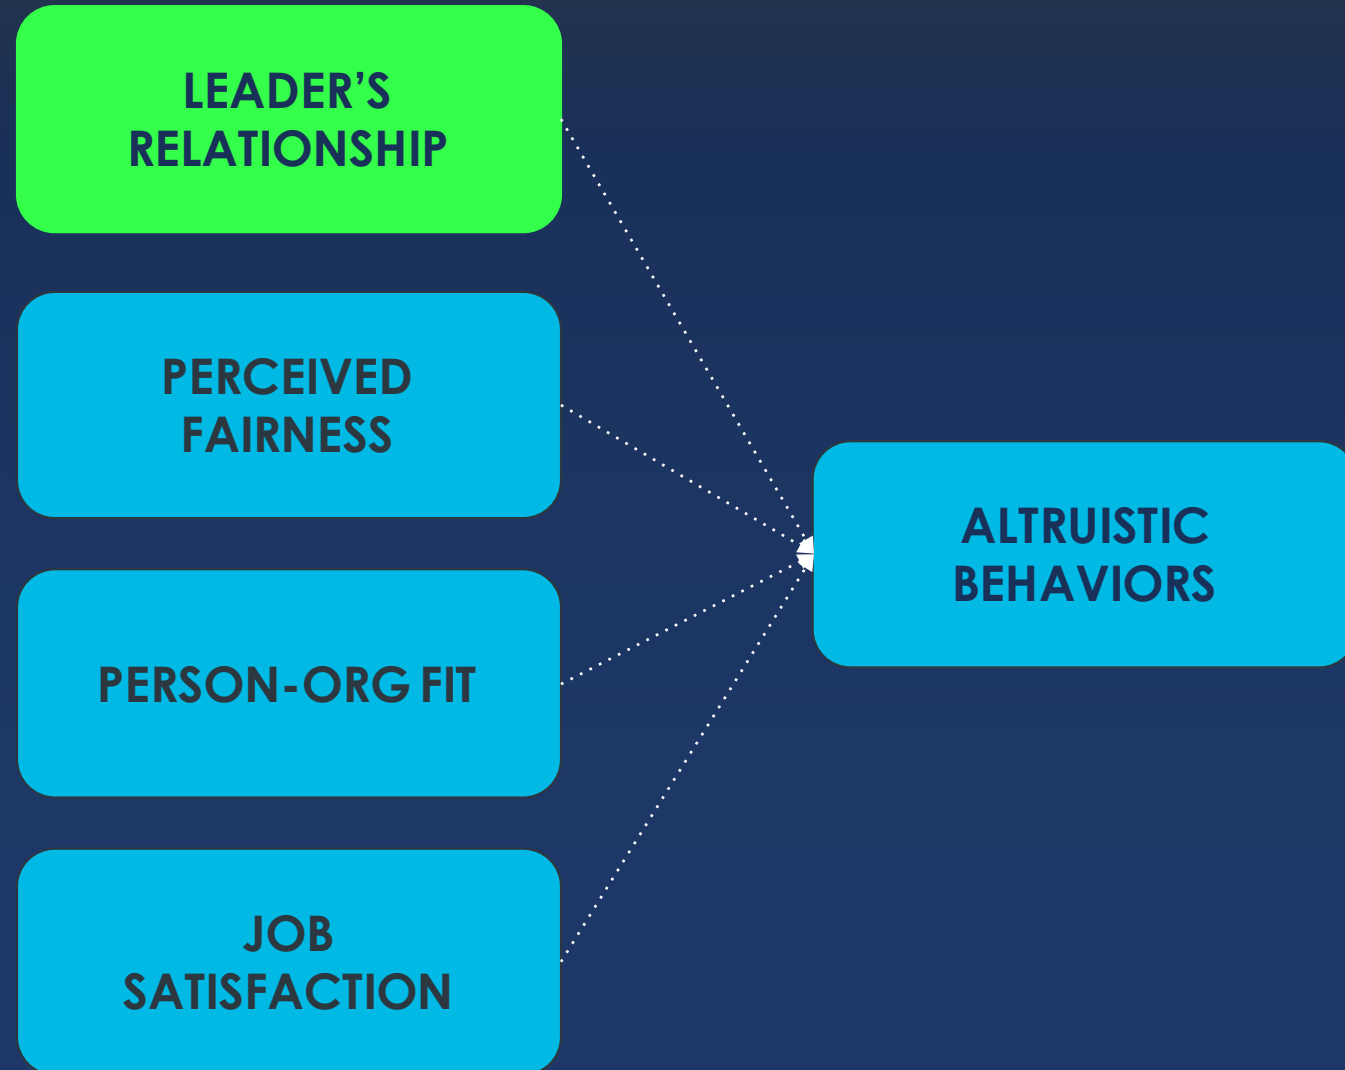 LEADER’S
RELATIONSHIP
PERCEIVED
FAIRNESS
PERSON-ORG FIT
JOB
SATISFACTION
ALTRUISTIC
BEHAVIORS